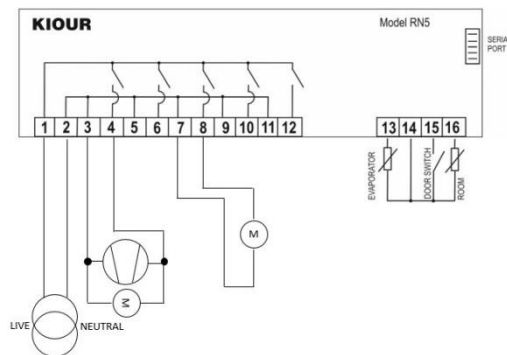 KIOUR
Model RN5
SERIA
PORT
1 2 3 4 5 6 7 8 9 10 11 12
13 14 15 16
EVAPORATOR
DOOR SWITCH
ROOM
M
M
LIVE
NEUTRAL